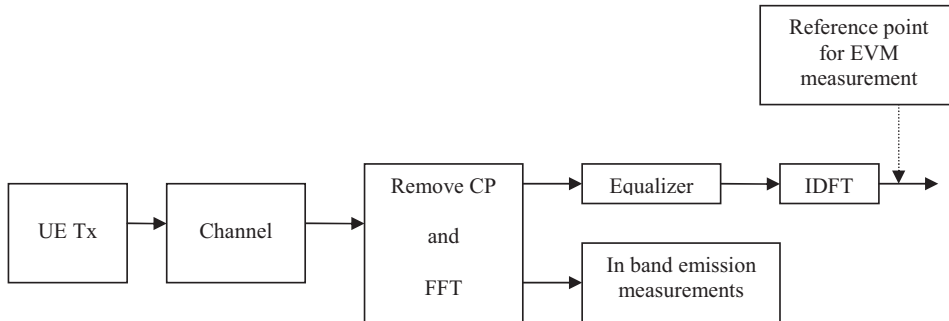 Reference point
for EVM
measurement
UE Tx
Channel
Remove CP
and
FFT
Equalizer
IDFT
In band emission
measurements